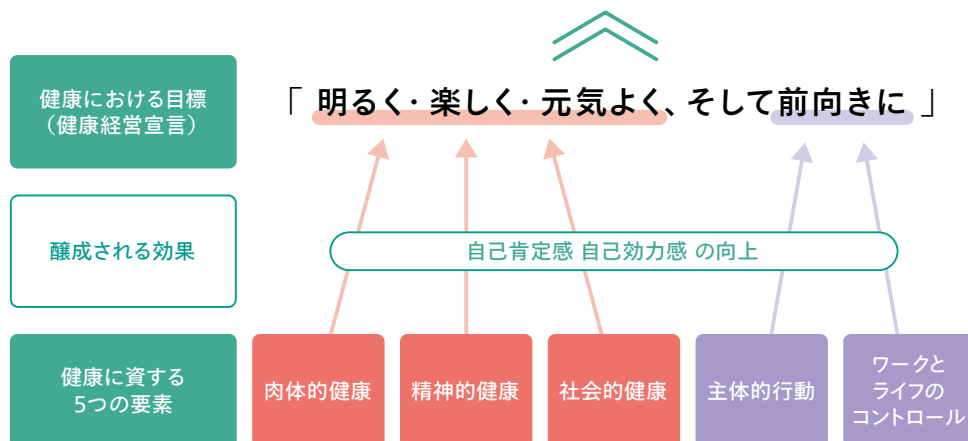 健康における目標
（健康経営宣言）
「 明るく・楽しく・元気よく、そして前向きに 」
醸成される効果
自己肯定感 自己効力感 の向上
健康に資する
5つの要素
肉体的健康
精神的健康
社会的健康
主体的行動
ワークと
ライフの
コントロール